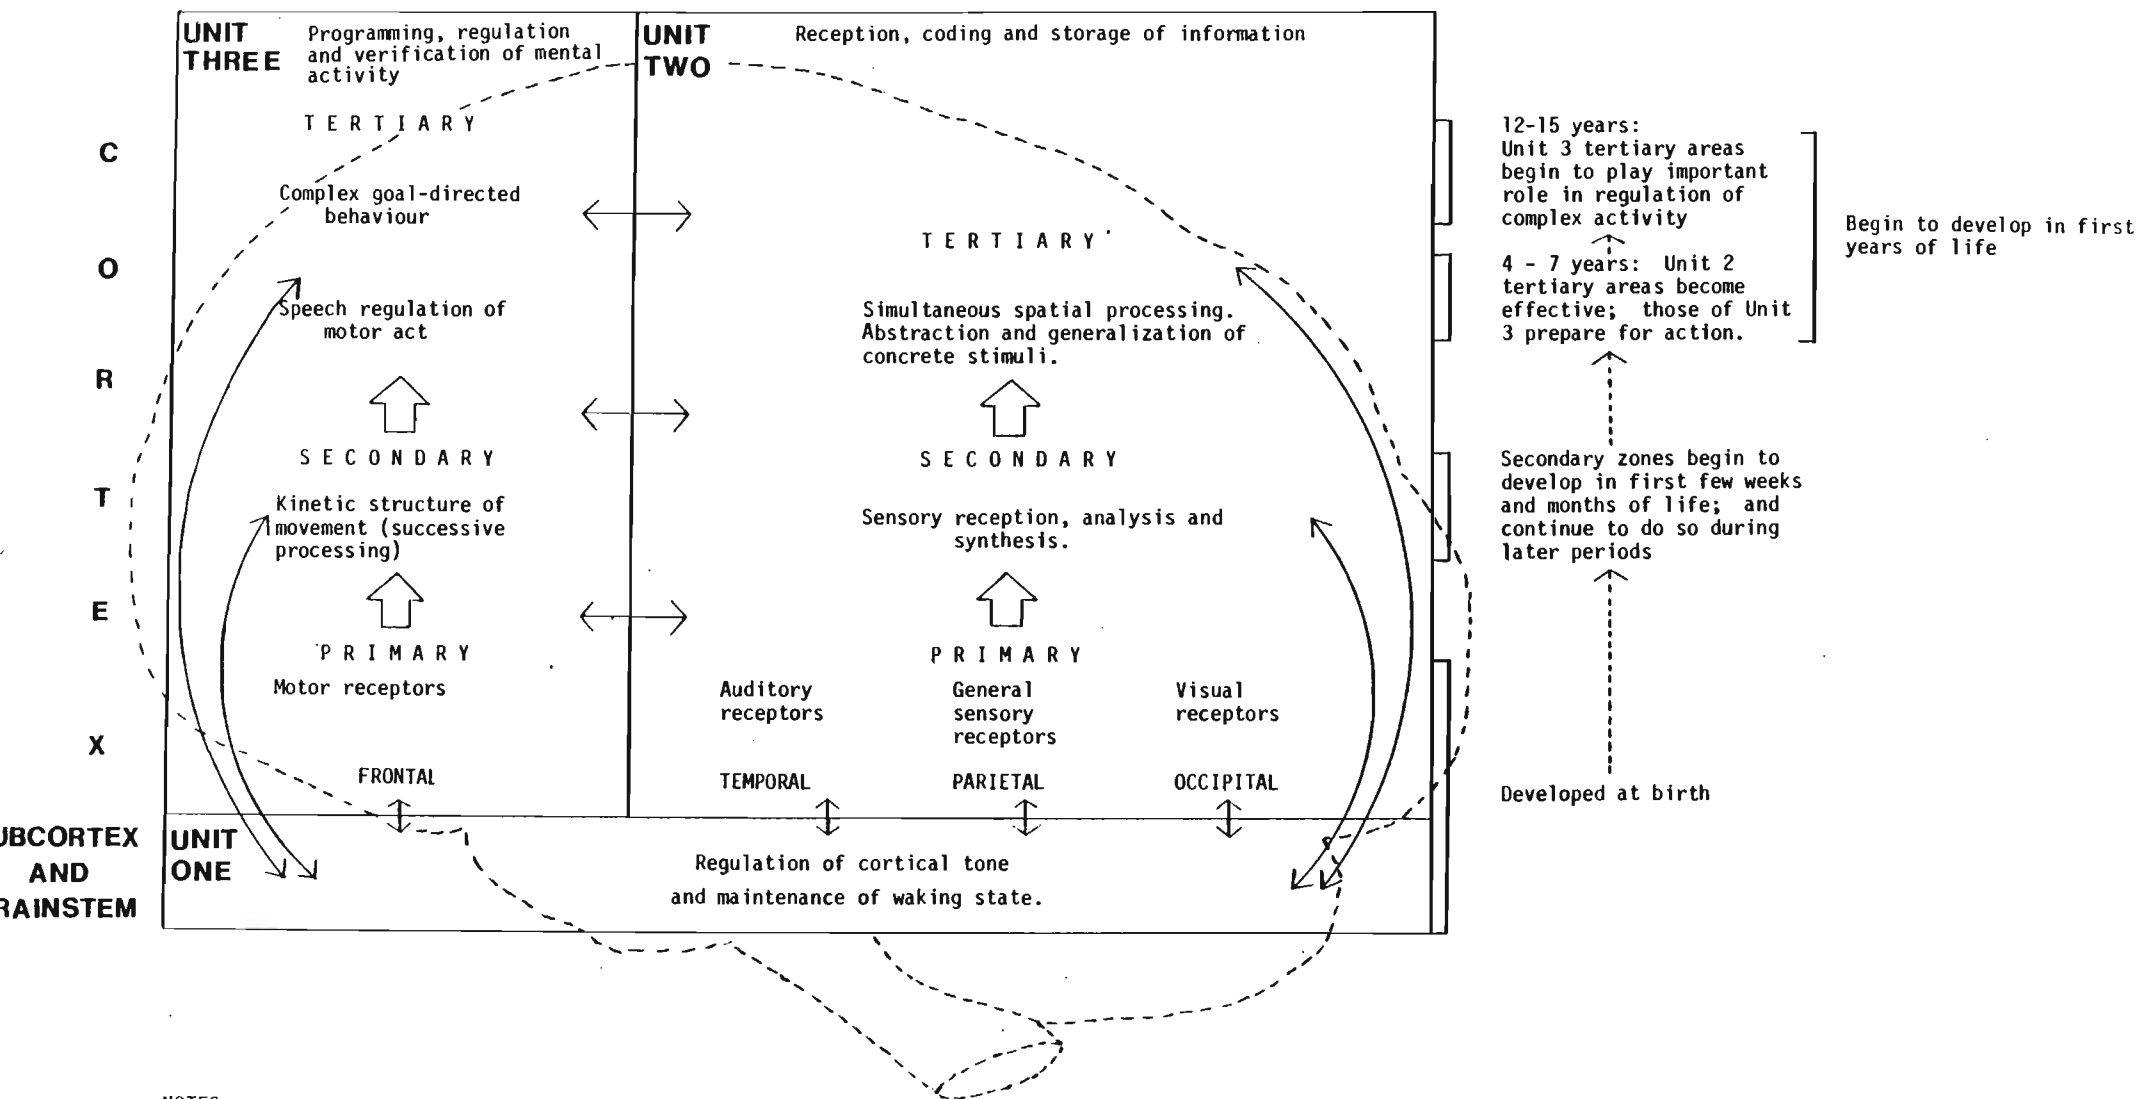 UNIT
THREE
Programming, regulation
and verification of mental
activity
UNIT
TWO
Reception, coding and storage of information
C
O
R
T
E
X
T E R T I A R Y
Complex goal-directed
behaviour
Speech regulation of
motor act
S E C O N D A R Y
Kinetic structure of
movement (successive
processing)
P R I M A R Y
Motor receptors
FRONTAL
T E R T I A R Y
Simultaneous spatial processing.
Abstraction and generalization of
concrete stimuli.
S E C O N D A R Y
Sensory reception, analysis and
synthesis.
P R I M A R Y
Auditory
receptors
General
sensory
receptors
Visual
receptors
TEMPORAL
PARIETAL
OCCIPITAL
UBCORTEX
AND
RAINSTEM
UNIT
ONE
Regulation of cortical tone
and maintenance of waking state.
12-15 years:
Unit 3 tertiary areas
begin to play important
role in regulation of
complex activity
4 - 7 years: Unit 2
tertiary areas become
effective; those of Unit
3 prepare for action.
Begin to develop in first
years of life
Secondary zones begin to
develop in first few weeks
and months of life; and
continue to do so during
later periods
Developed at birth